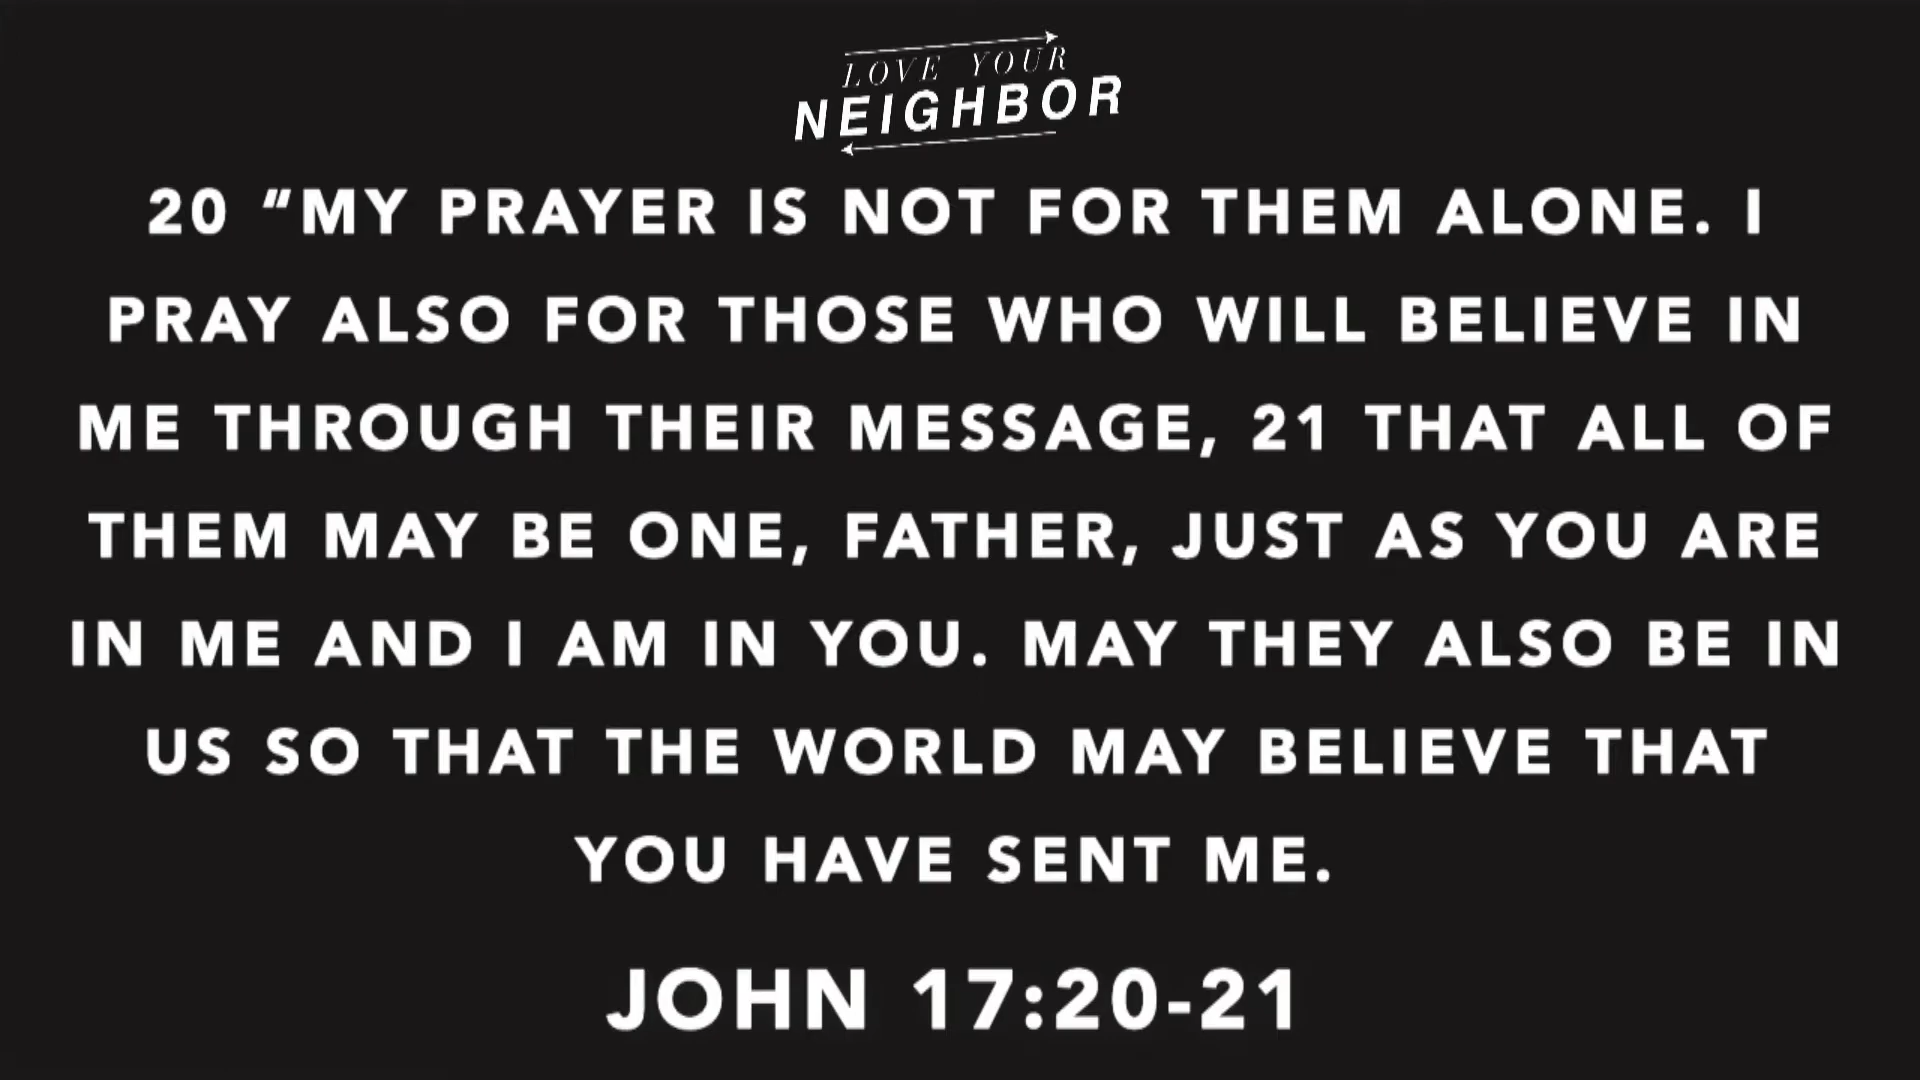 LOVE YOUR
NEIGHBOR
20 “MY PRAYER IS NOT FOR THEM ALONE. I
PRAY ALSO FOR THOSE WHO WILL BELIEVE IN
ME THROUGH THEIR MESSAGE, 21 THAT ALL OF
THEM MAY BE ONE, FATHER, JUST AS YOU ARE
IN ME AND I AM IN YOU. MAY THEY ALSO BE IN
US SO THAT THE WORLD MAY BELIEVE THAT
YOU HAVE SENT ME.
JOHN 17:20-21